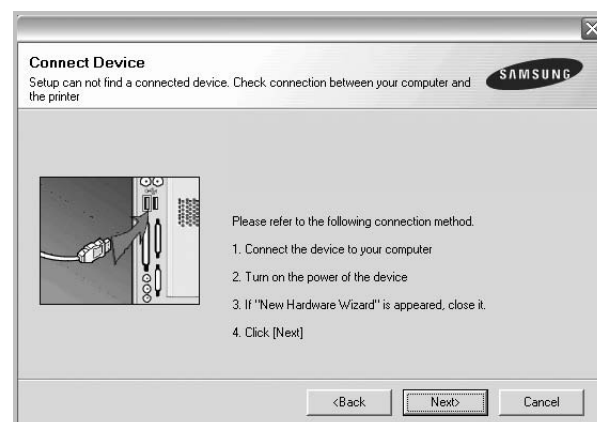 Connect Device
Setup can not find a connected device. Check connection between your computer and
the printer
SAMSUNG
Please refer to the following connection method.
1. Connect the device to your computer
2. Turn on the power of the device
3. If "New Hardware Wizard" is appeared, close it.
4. Click [Next]
<Back
Next>
Cancel